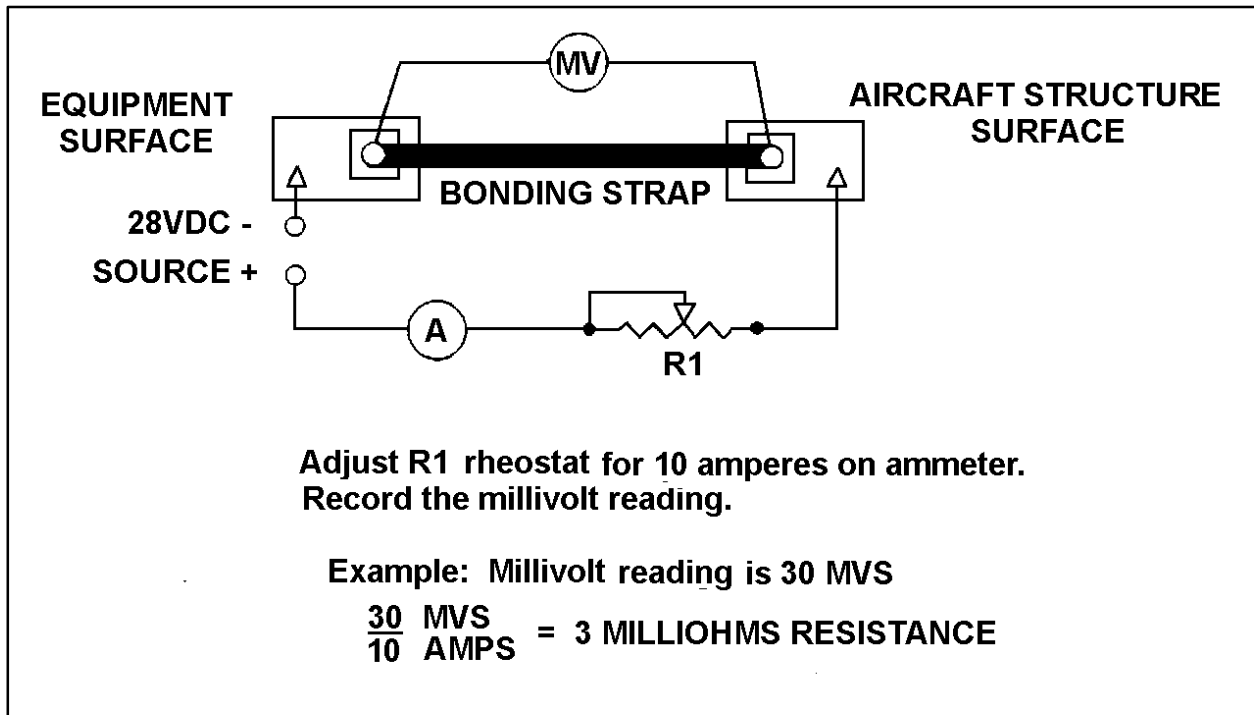 MV
EQUIPMENT
SURFACE
AIRCRAFT STRUCTURE
SURFACE
BONDING STRAP
28VDC -
SOURCE +
A
R1
Adjust R1 rheostat for 10 amperes on ammeter.
Record the millivolt reading.
Example: Millivolt reading is 30 MVS
30 MVS
10 AMPS
= 3 MILLIOHMS RESISTANCE